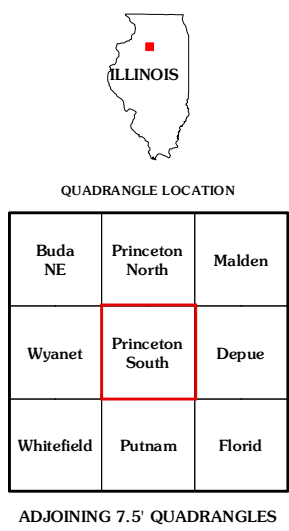 ILLINOIS
QUADRANGLE LOCATION
Buda
NE
Princeton
North
Malden
Wyanet
Princeton
South
Depue
Whitefield
Putnam
Florid
ADJOINING 7.5' QUADRANGLES